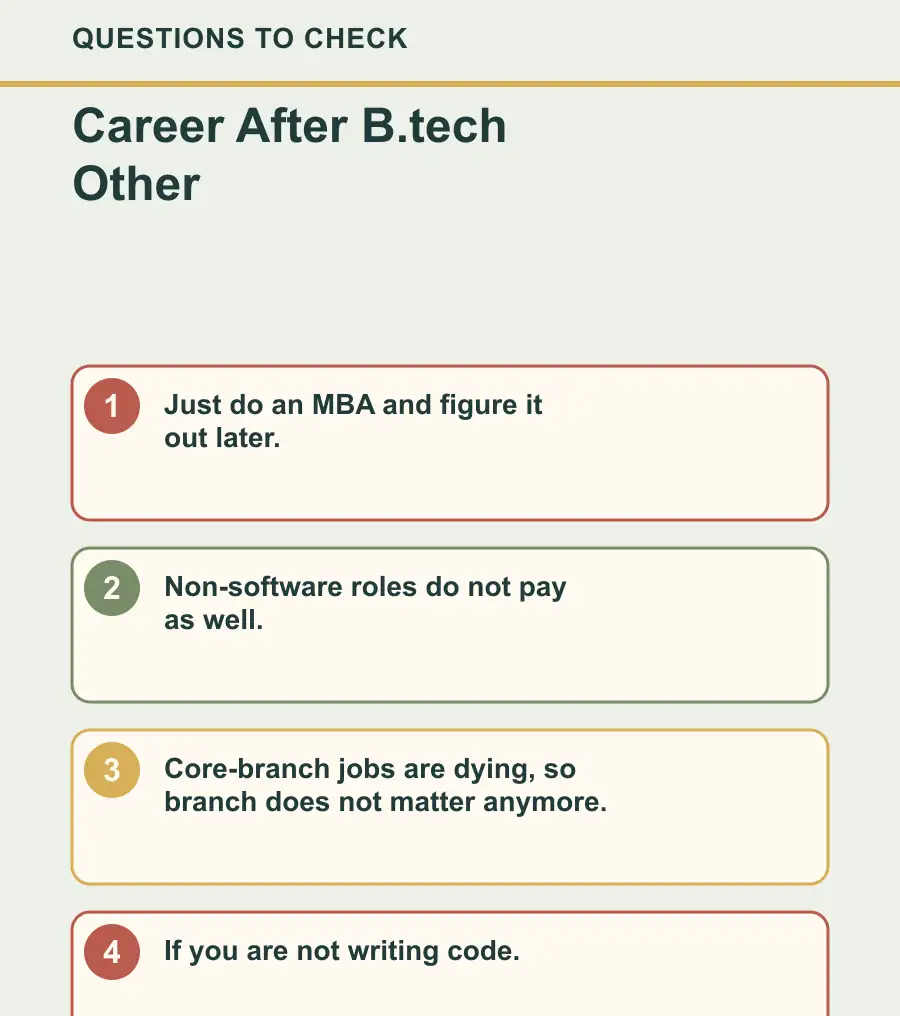 QUESTIONS TO CHECK
Career After B.tech
Other
1
Just do an MBA and figure it
out later.
2
Non-software roles do not pay
as well.
3
Core-branch jobs are dying, so
branch does not matter anymore.
4
If you are not writing code.